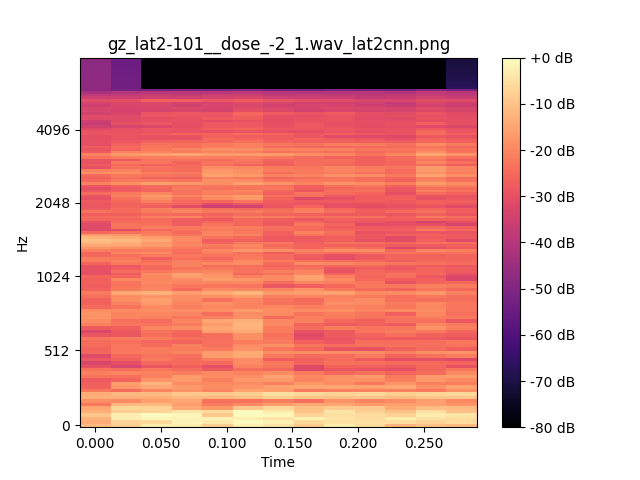 gz_lat2-101__dose_-2_1.wav_lat2cnn.png
Hz
4096
2048
1024
512
0
0.000 0.050 0.100 0.150 0.200 0.250
Time
+0 dB
-10 dB
-20 dB
-30 dB
-40 dB
-50 dB
-60 dB
-70 dB
-80 dB